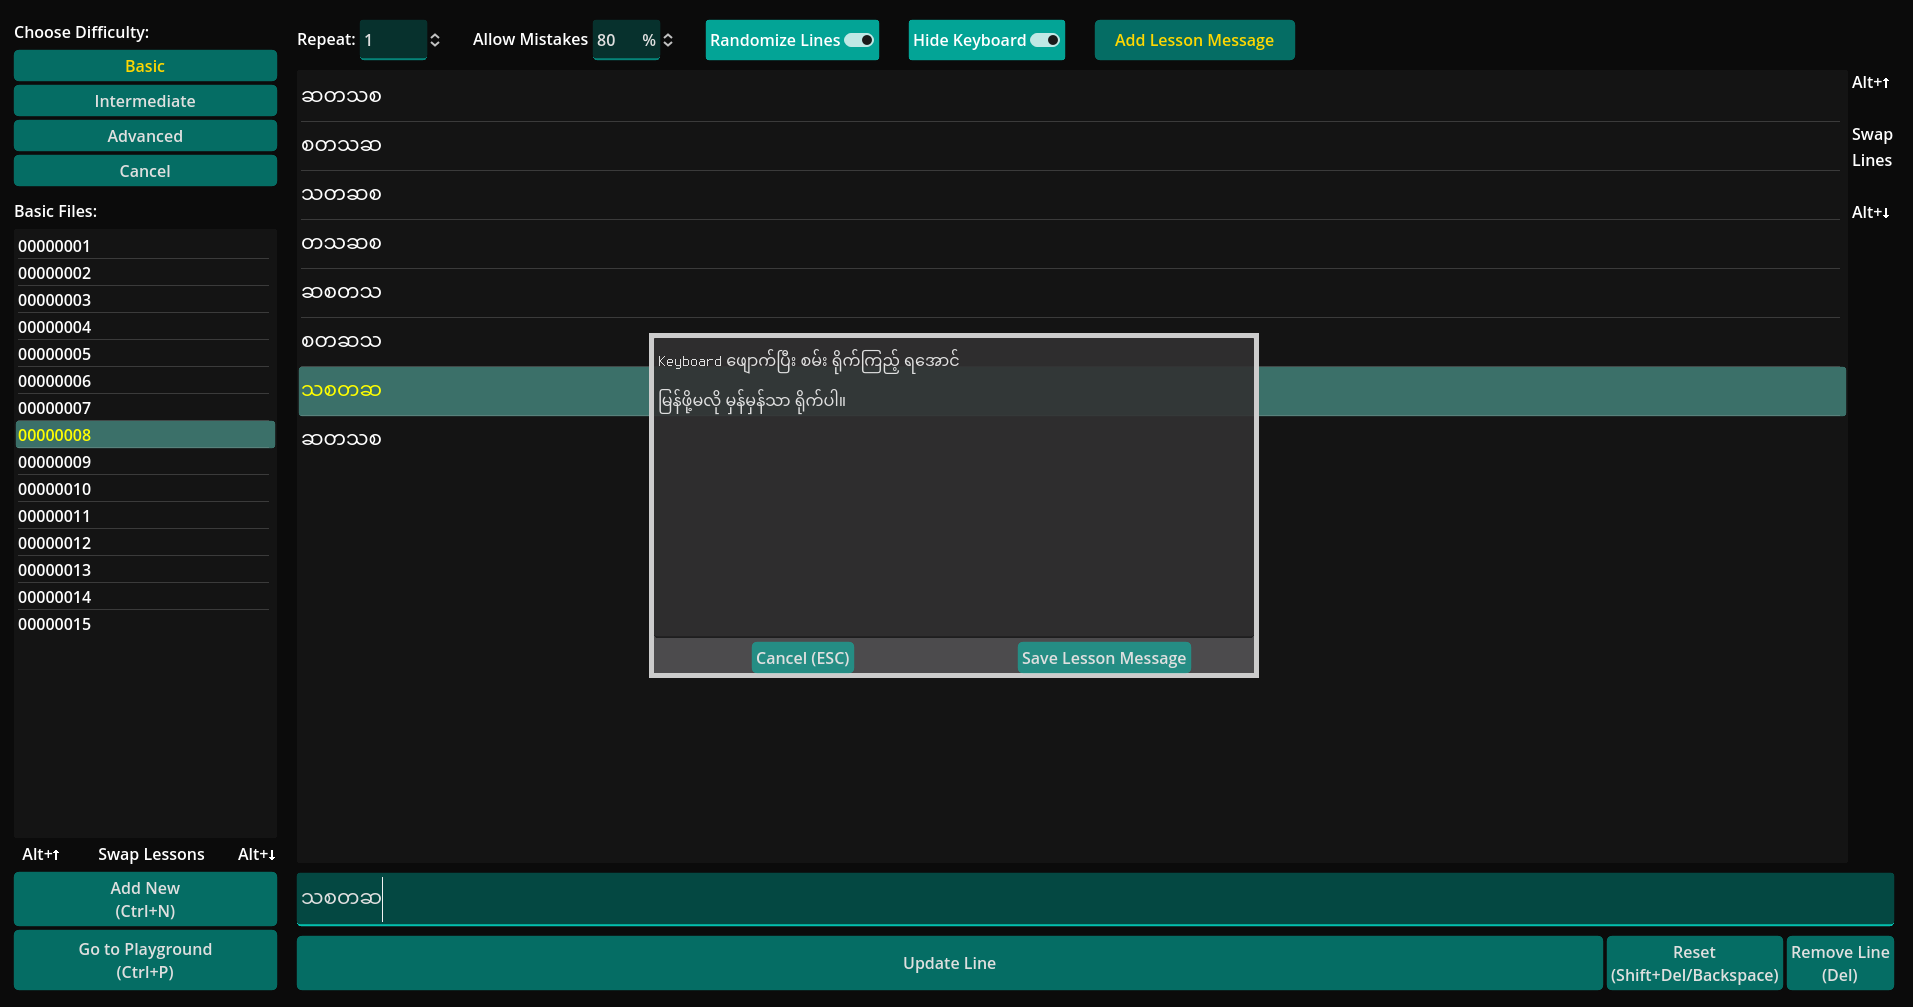 Choose Difficulty:
Basic
Intermediate
Advanced
Cancel
Basic Files:
00000001
00000002
00000003
00000004
00000005
00000006
00000007
00000008
00000009
00000010
00000011
00000012
00000013
00000014
00000015
Alt+↑ Swap Lessons Alt+↓
Add New
(Ctrl+N)
Go to Playground
(Ctrl+P)
Repeat: 1 Allow Mistakes 80 % Randomize Lines Hide Keyboard Add Lesson Message
ဆတသစ
စတသဆ
သတဆစ
တသဆစ
ဆစတသ
စတဆသ
သစတဆ
ဆတသစ
Keyboard ဖျောက်ပြီး စမ်း ရိုက်ကြည့် ရအောင်
မြန်ဖို့မလို မှန်မှန်သာ ရိုက်ပါ။
Cancel (ESC) Save Lesson Message
Alt+↑
Swap
Lines
Alt+↓
သစတဆ
Update Line
Reset
(Shift+Del/Backspace)
Remove Line
(Del)